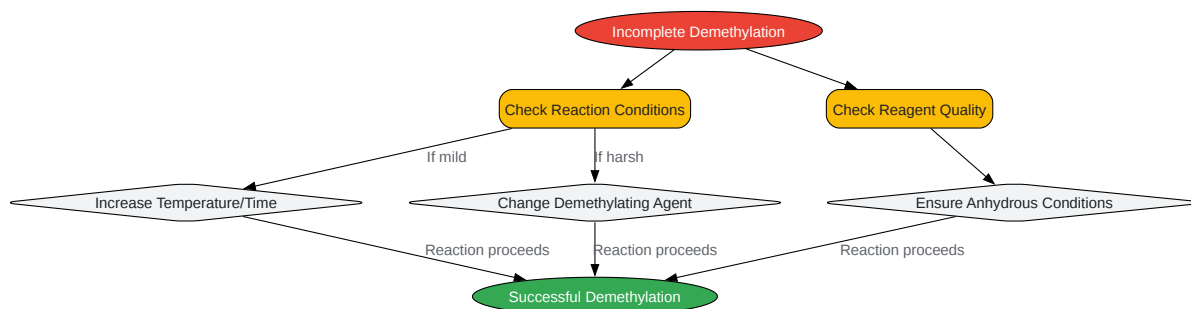 Incomplete Demethylation
Check Reaction Conditions
Check Reagent Quality
If mild
If harsh
Increase Temperature/Time
Change Demethylating Agent
Ensure Anhydrous Conditions
Reaction proceeds
Reaction proceeds
Reaction proceeds
Successful Demethylation